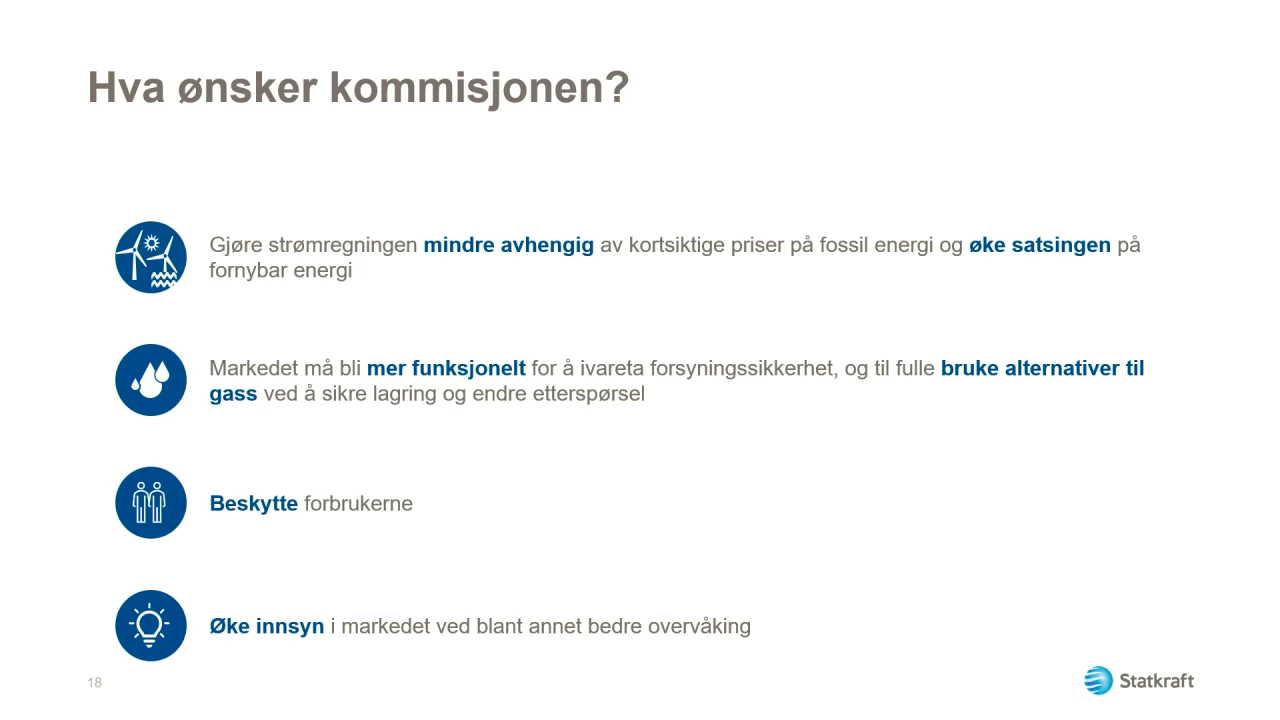 Hva ønsker kommisjonen?
Gjøre strømregningen mindre avhengig av kortsiktige priser på fossil energi og øke satsingen på
fornybar energi
Markedet må bli mer funksjonelt for å ivareta forsyningssikkerhet, og til fulle bruke alternativer til
gass ved å sikre lagring og endre etterspørsel
Beskytte forbrukerne
Øke innsyn i markedet ved blant annet bedre overvåking
18
Statkraft